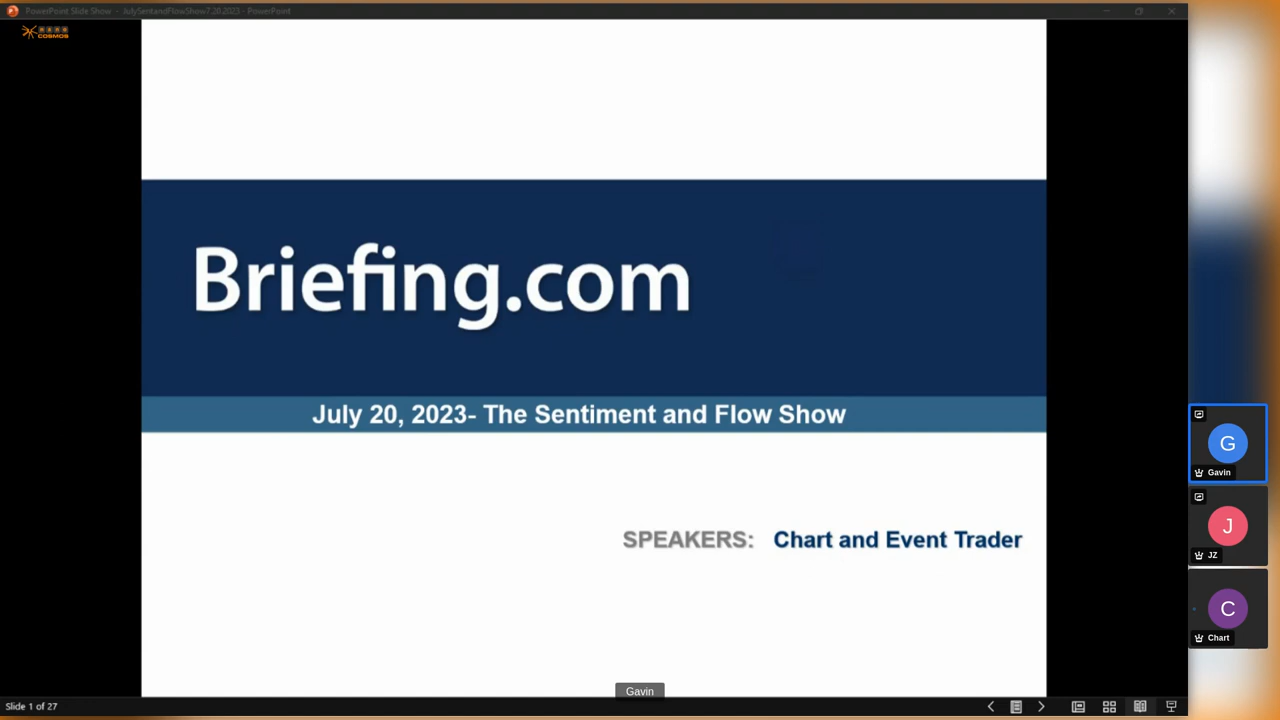 PowerPoint Slide Show - JulySentandFlowShow7.20.2023 - PowerPoint
COSMOS
Briefing.com
July 20, 2023- The Sentiment and Flow Show
SPEAKERS: Chart and Event Trader
G
Gavin
J
JZ
C
Chart
Gavin
Slide 1 of 27